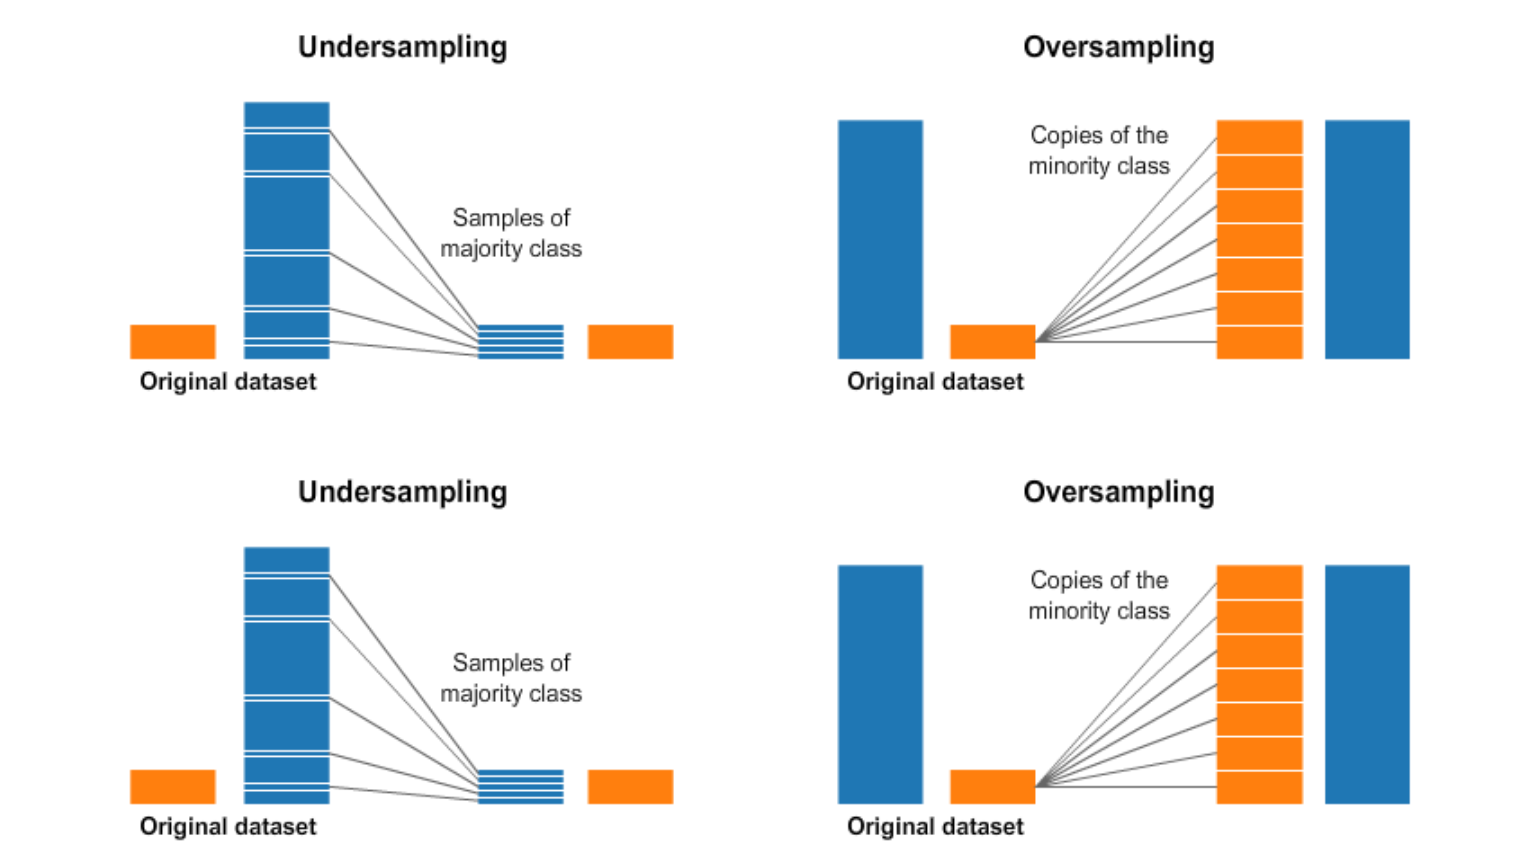 Undersampling
Oversampling
Samples of
majority class
Copies of the
minority class
Original dataset
Original dataset
Undersampling
Oversampling
Samples of
majority class
Copies of the
minority class
Original dataset
Original dataset